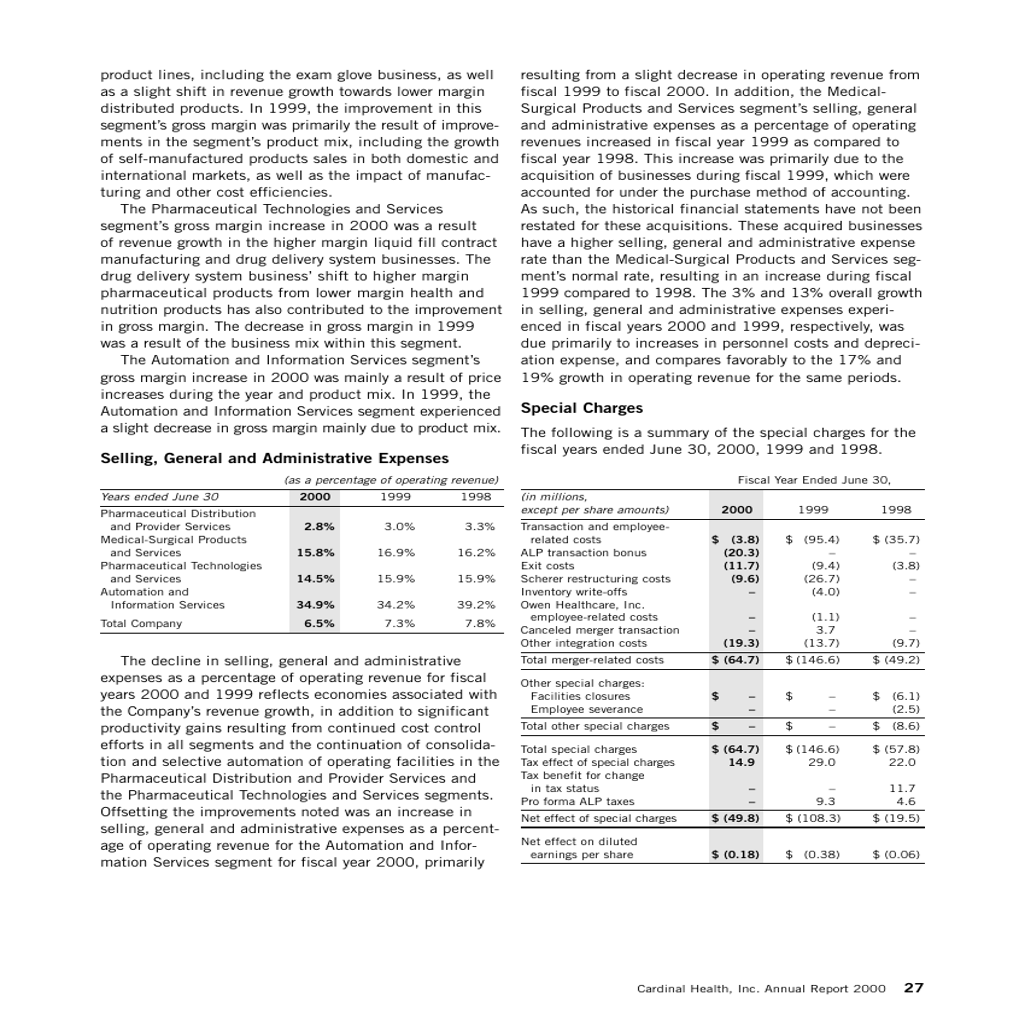 product lines, including the exam glove business, as well
as a slight shift in revenue growth towards lower margin
distributed products. In 1999, the improvement in this
segment's gross margin was primarily the result of improve-
ments in the segment's product mix, including the growth
of self-manufactured products sales in both domestic and
international markets, as well as the impact of manufac-
turing and other cost efficiencies.
The Pharmaceutical Technologies and Services
segment's gross margin increase in 2000 was a result
of revenue growth in the higher margin liquid fill contract
manufacturing and drug delivery system businesses. The
drug delivery system business' shift to higher margin
pharmaceutical products from lower margin health and
nutrition products has also contributed to the improvement
in gross margin. The decrease in gross margin in 1999
was a result of the business mix within this segment.
The Automation and Information Services segment's
gross margin increase in 2000 was mainly a result of price
increases during the year and product mix. In 1999, the
Automation and Information Services segment experienced
a slight decrease in gross margin mainly due to product mix.
Selling, General and Administrative Expenses
(as a percentage of operating revenue)
Years ended June 30 2000 1999 1998
Pharmaceutical Distribution
and Provider Services 2.8% 3.0% 3.3%
Medical-Surgical Products
and Services 15.8% 16.9% 16.2%
Pharmaceutical Technologies
and Services 14.5% 15.9% 15.9%
Automation and
Information Services 34.9% 34.2% 39.2%
Total Company 6.5% 7.3% 7.8%
The decline in selling, general and administrative
expenses as a percentage of operating revenue for fiscal
years 2000 and 1999 reflects economies associated with
the Company's revenue growth, in addition to significant
productivity gains resulting from continued cost control
efforts in all segments and the continuation of consolida-
tion and selective automation of operating facilities in the
Pharmaceutical Distribution and Provider Services and
the Pharmaceutical Technologies and Services segments.
Offsetting the improvements noted was an increase in
selling, general and administrative expenses as a percent-
age of operating revenue for the Automation and Infor-
mation Services segment for fiscal year 2000, primarily
resulting from a slight decrease in operating revenue from
fiscal 1999 to fiscal 2000. In addition, the Medical-
Surgical Products and Services segment's selling, general
and administrative expenses as a percentage of operating
revenues increased in fiscal year 1999 as compared to
fiscal year 1998. This increase was primarily due to the
acquisition of businesses during fiscal 1999, which were
accounted for under the purchase method of accounting.
As such, the historical financial statements have not been
restated for these acquisitions. These acquired businesses
have a higher selling, general and administrative expense
rate than the Medical-Surgical Products and Services seg-
ment's normal rate, resulting in an increase during fiscal
1999 compared to 1998. The 3% and 13% overall growth
in selling, general and administrative expenses experi-
enced in fiscal years 2000 and 1999, respectively, was
due primarily to increases in personnel costs and depreci-
ation expense, and compares favorably to the 17% and
19% growth in operating revenue for the same periods.
Special Charges
The following is a summary of the special charges for the
fiscal years ended June 30, 2000, 1999 and 1998.
Fiscal Year Ended June 30,
(in millions,
except per share amounts) 2000 1999 1998
Transaction and employee-
related costs $ (3.8) $ (95.4) $ (35.7)
ALP transaction bonus (20.3) – –
Exit costs (11.7) (9.4) (3.8)
Scherer restructuring costs (9.6) (26.7) –
Inventory write-offs – (4.0) –
Owen Healthcare, Inc.
employee-related costs – (1.1) –
Canceled merger transaction – 3.7 –
Other integration costs (19.3) (13.7) (9.7)
Total merger-related costs $ (64.7) $ (146.6) $ (49.2)
Other special charges:
Facilities closures $ – $ – $ (6.1)
Employee severance – – (2.5)
Total other special charges $ – $ – $ (8.6)
Total special charges $ (64.7) $ (146.6) $ (57.8)
Tax effect of special charges 14.9 29.0 22.0
Tax benefit for change
in tax status – – 11.7
Pro forma ALP taxes – 9.3 4.6
Net effect of special charges $ (49.8) $ (108.3) $ (19.5)
Net effect on diluted
earnings per share $ (0.18) $ (0.38) $ (0.06)
Cardinal Health, Inc. Annual Report 2000 27